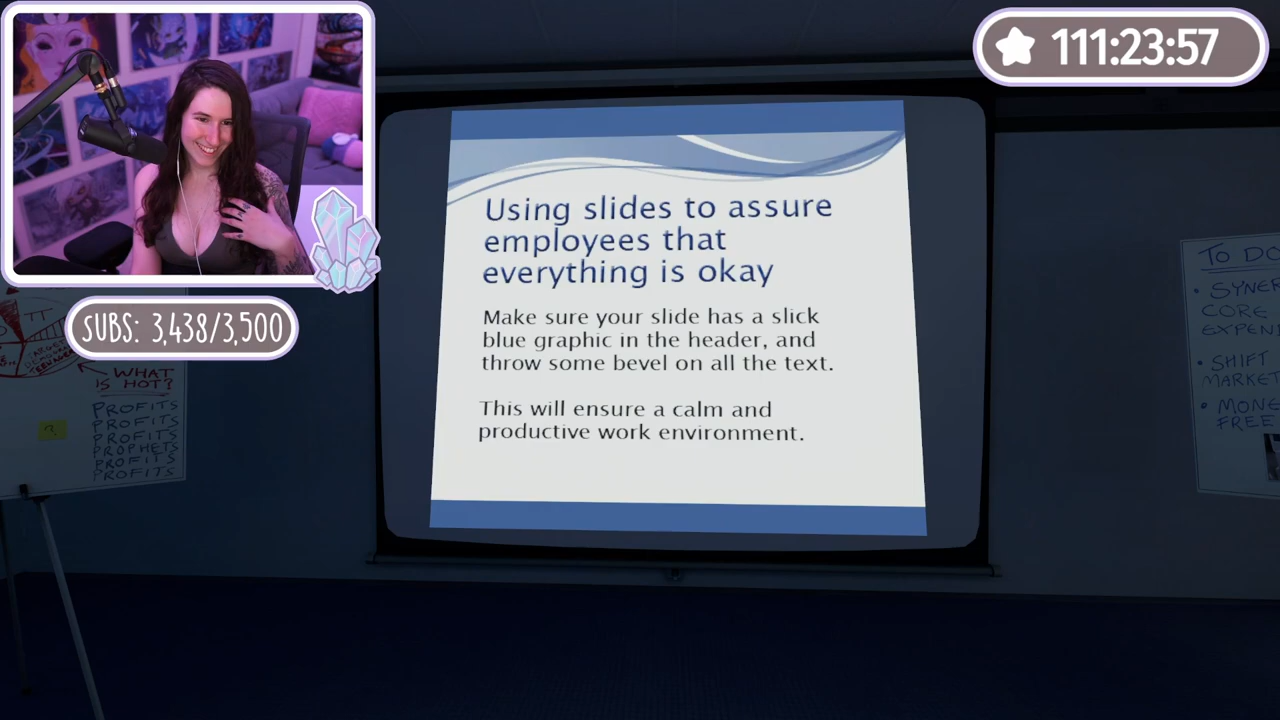 111:23:57
Using slides to assure
employees that
everything is okay
Make sure your slide has a slick
blue graphic in the header, and
throw some bevel on all the text.
This will ensure a calm and
productive work environment.
SUBS: 3,438/3,500
WHAT
IS HOT?
PROFITS
PROFITS
PROFITS
PROPHETS
PROFITS
PROFITS
?
TO DO
• SYNER
CORE
EXPEN
• SHIFT
MARKET
• MONE
FREE